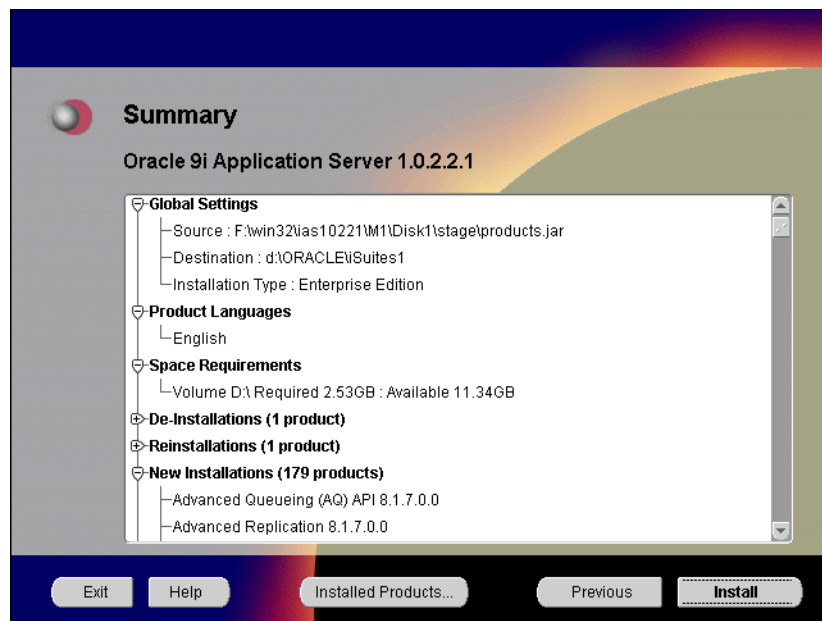 Summary
Oracle 9i Application Server 1.0.2.2.1
Global Settings
Source : F:\win32\ias10221\M1\Disk1\stage\products.jar
Destination : d:\ORACLE\iSuites1
Installation Type : Enterprise Edition
Product Languages
English
Space Requirements
Volume D:\ Required 2.53GB : Available 11.34GB
De-Installations (1 product)
Reinstallations (1 product)
New Installations (179 products)
Advanced Queueing (AQ) API 8.1.7.0.0
Advanced Replication 8.1.7.0.0
Exit Help Installed Products... Previous Install